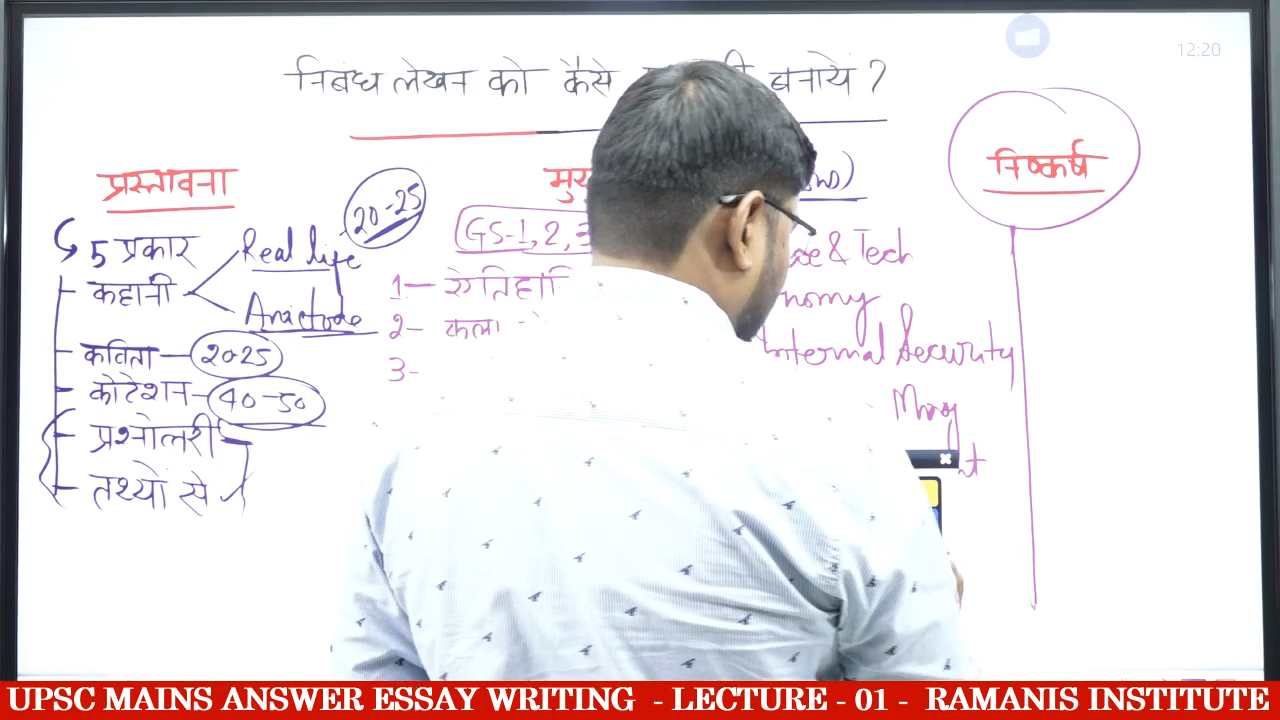 12:20
निबंध लेखन को कैसे बनाये ?
प्रस्तावना
20-25
5 प्रकार
कहानी
Real life
Anactode
कविता - 2025
कोटेशन - 40-50
प्रश्नोत्तरी
तथ्यों से
GS-1, 2, 3
1-
2- कला
3-
& Tech
Internal Security
निष्कर्ष
UPSC MAINS ANSWER ESSAY WRITING - LECTURE - 01 - RAMANIS INSTITUTE